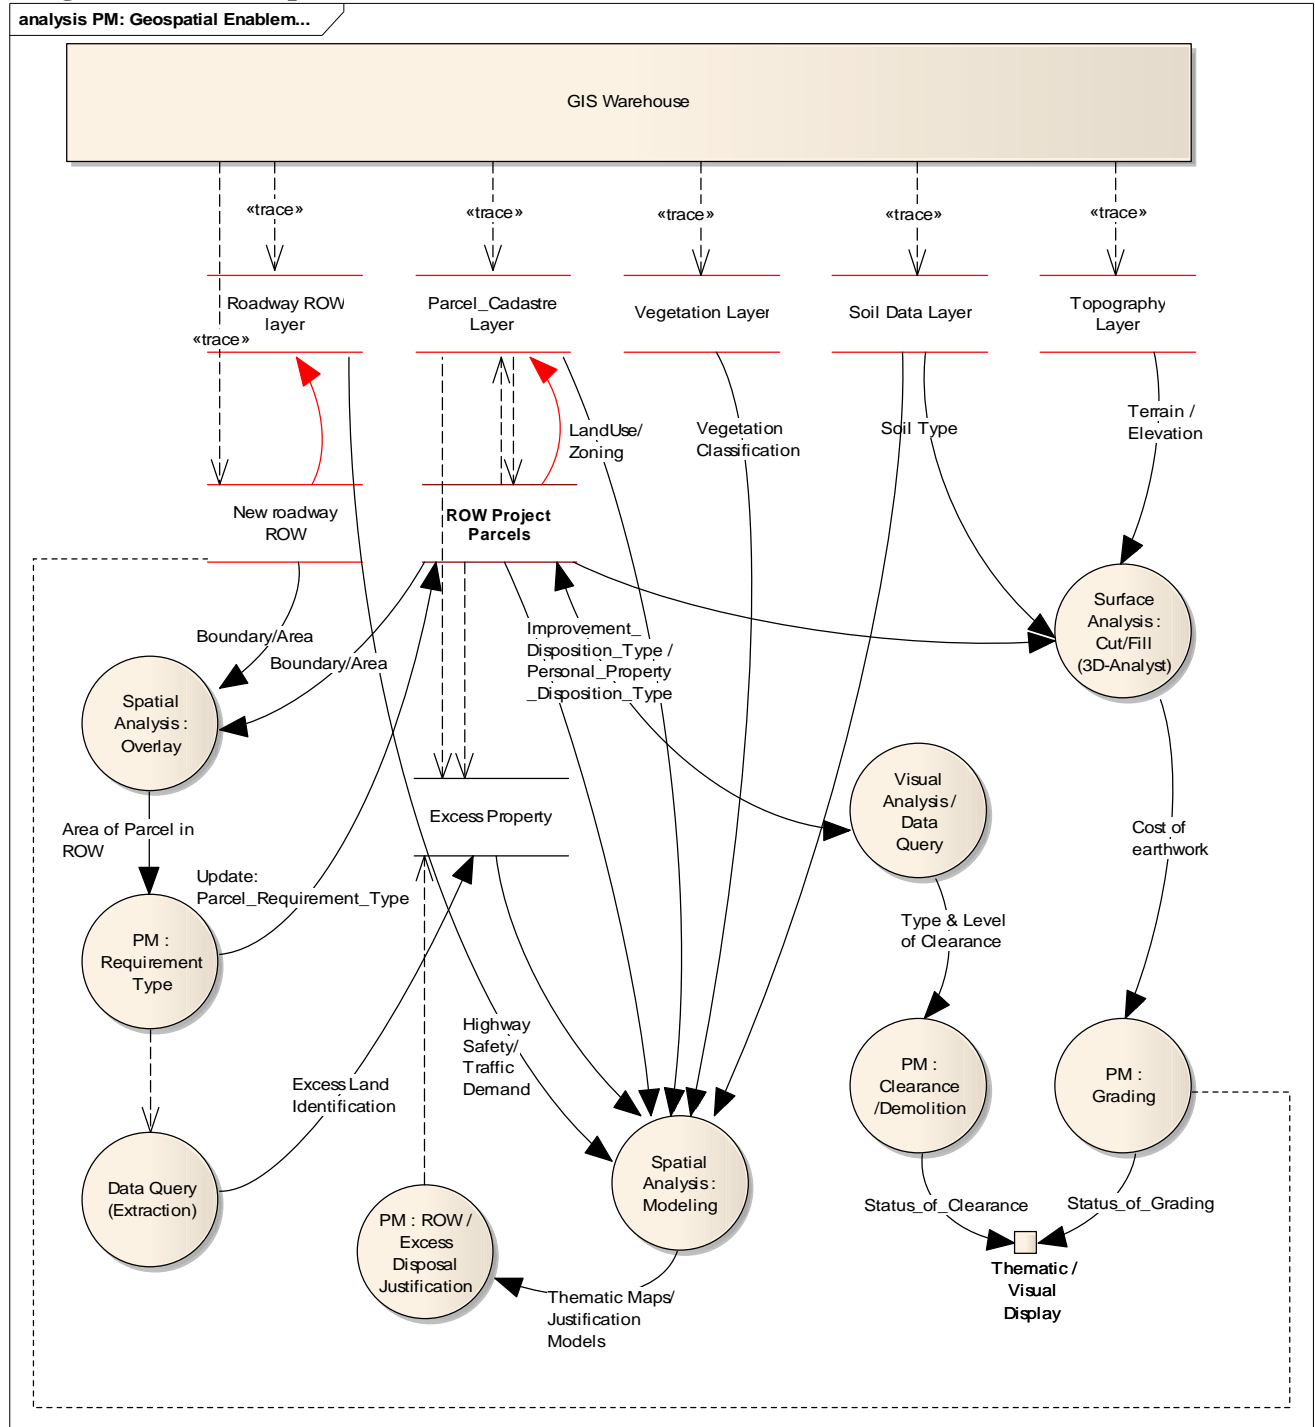 analysis PM: Geospatial Enablem...
GIS Warehouse
«trace»
«trace»
«trace»
«trace»
«trace»
Roadway ROW
layer
Parcel_Cadastre
Layer
Vegetation Layer
Soil Data Layer
Topography
Layer
«trace»
LandUse/
Zoning
Vegetation
Classification
Soil Type
Terrain /
Elevation
New roadway
ROW
ROW Project
Parcels
Boundary/Area
Boundary/Area
Improvement_
Disposition_Type /
Personal_Property
_Disposition_Type
Surface
Analysis :
Cut/Fill
(3D-Analyst)
Spatial
Analysis :
Overlay
Visual
Analysis /
Data
Query
Area of Parcel in
ROW
Excess Property
Cost of
earthwork
Update:
Parcel_Requirement_Type
Type & Level
of Clearance
PM :
Requirement
Type
Highway
Safety/
Traffic
Demand
PM :
Clearance
/Demolition
PM :
Grading
Excess Land
Identification
Data Query
(Extraction)
Spatial
Analysis :
Modeling
Status_of_Clearance
Status_of_Grading
PM : ROW /
Excess
Disposal
Justification
Thematic /
Visual
Display
Thematic Maps/
Justification
Models